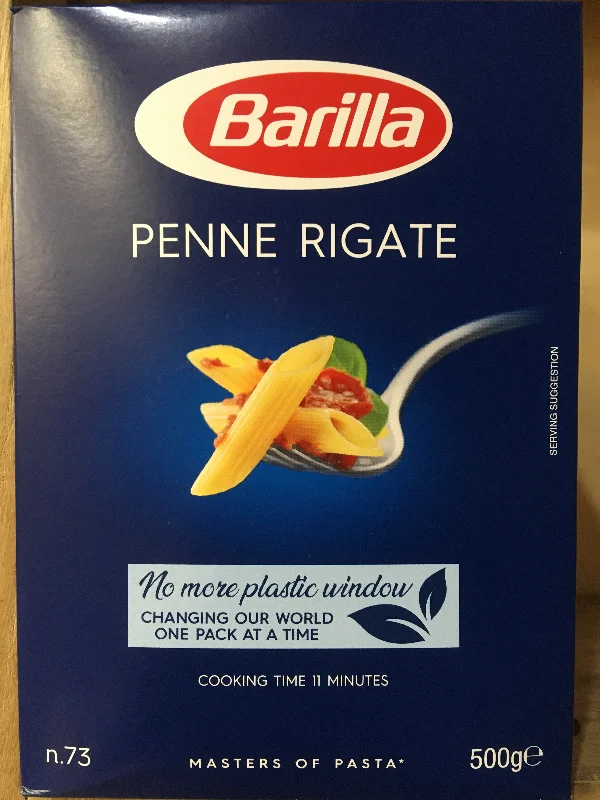 Barilla
PENNE RIGATE
SERVING SUGGESTION
No more plastic window
CHANGING OUR WORLD
ONE PACK AT A TIME
COOKING TIME 11 MINUTES
n.73
MASTERS OF PASTA*
500g℮